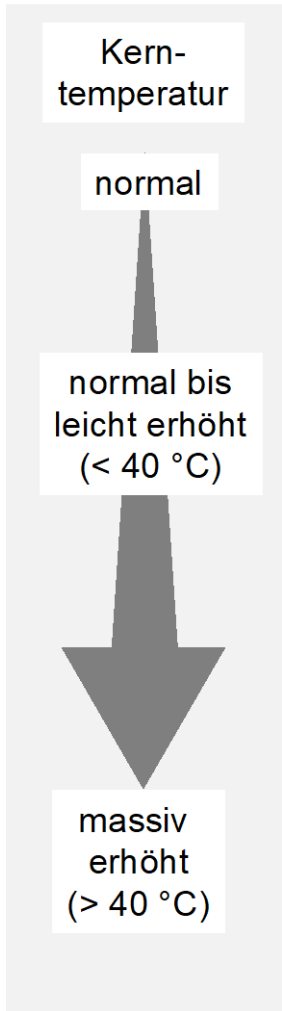 Kern-
temperatur
normal
normal bis
leicht erhöht
(< 40 °C)
massiv
erhöht
(> 40 °C)